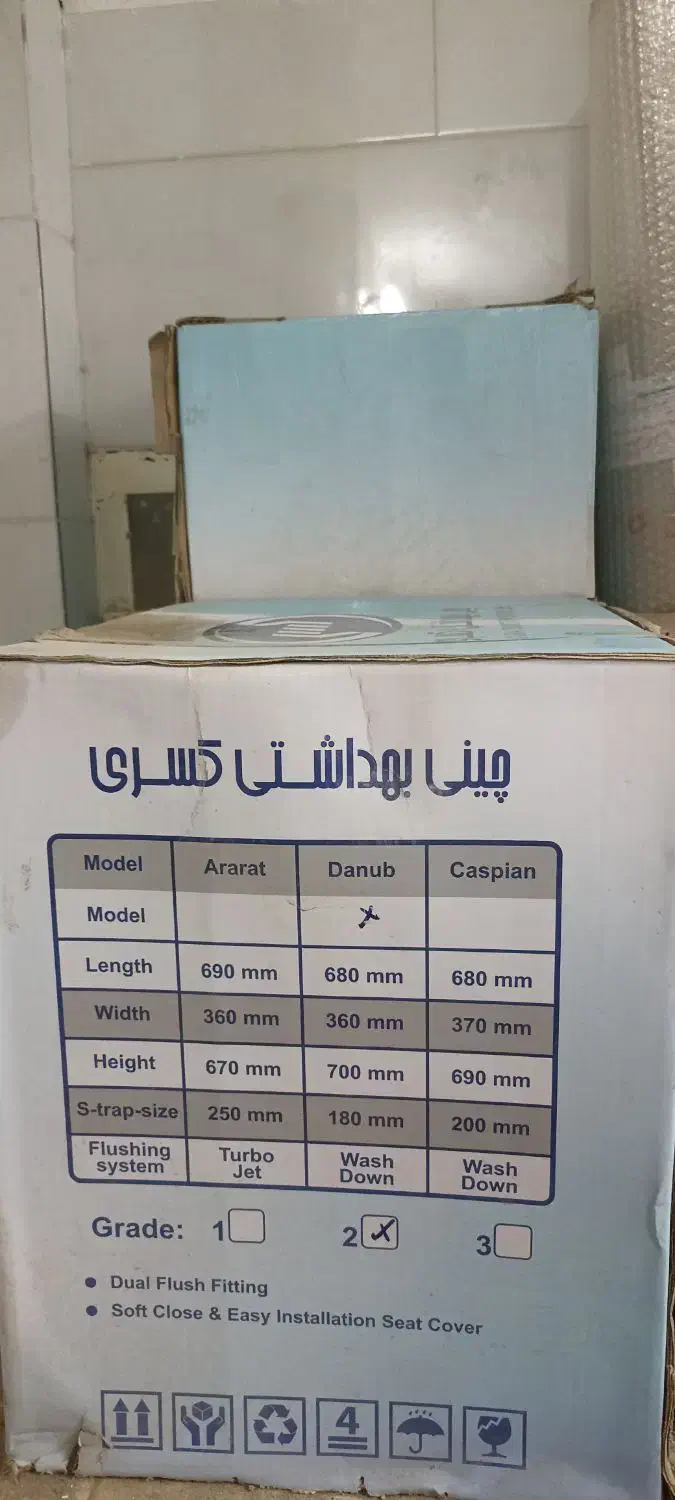 چینی بهداشتی کسری
Model Ararat Danub Caspian
Model x
Length 690 mm 680 mm 680 mm
Width 360 mm 360 mm 370 mm
Height 670 mm 700 mm 690 mm
S-trap-size 250 mm 180 mm 200 mm
Flushing system Turbo Jet Wash Down Wash Down
Grade: 1 2 x 3
Dual Flush Fitting
Soft Close & Easy Installation Seat Cover
4